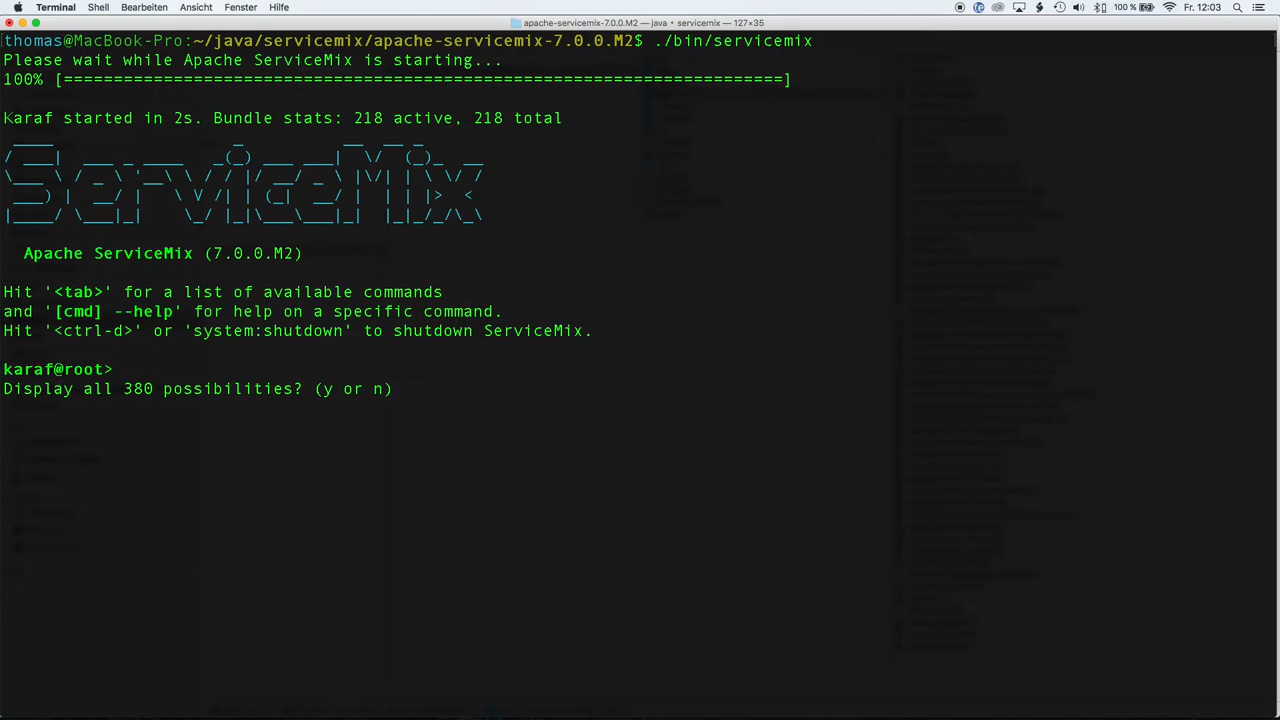 Terminal Shell Bearbeiten Ansicht Fenster Hilfe 100 % Fr. 12:03
apache-servicemix-7.0.0.M2 — java • servicemix — 127×35
thomas@MacBook-Pro:~/java/servicemix/apache-servicemix-7.0.0.M2$ ./bin/servicemix
Please wait while Apache ServiceMix is starting...
100% [========================================================================]
Karaf started in 2s. Bundle stats: 218 active, 218 total
ServiceMix
Apache ServiceMix (7.0.0.M2)
Hit '<tab>' for a list of available commands
and '[cmd] --help' for help on a specific command.
Hit '<ctrl-d>' or 'system:shutdown' to shutdown ServiceMix.
karaf@root>
Display all 380 possibilities? (y or n)